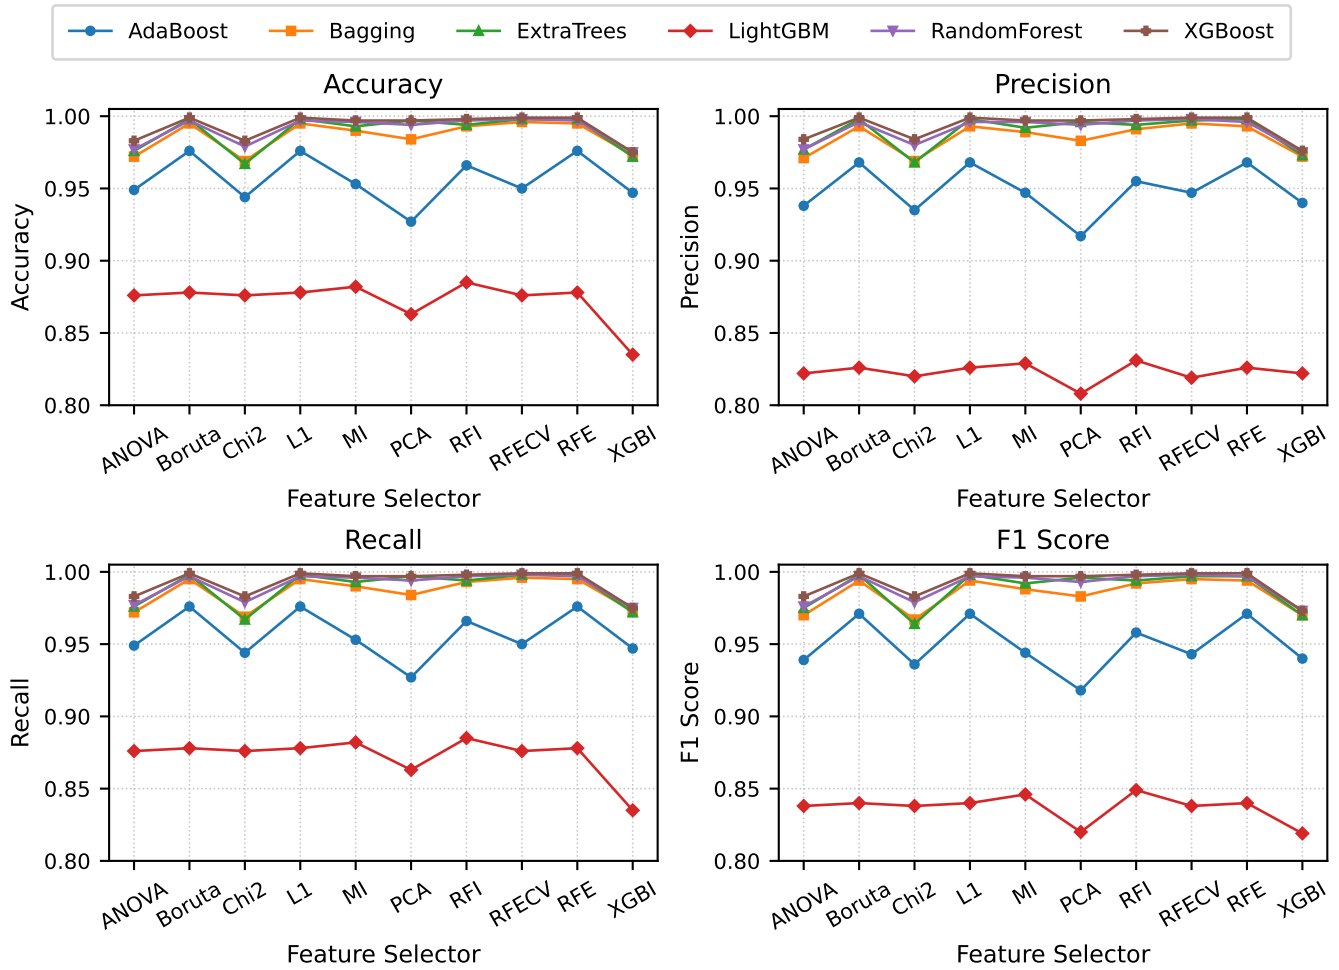 AdaBoost Bagging ExtraTrees LightGBM RandomForest XGBoost
Accuracy
Accuracy
1.00
0.95
0.90
0.85
0.80
ANOVA Boruta Chi2 L1 MI PCA RFI RFECV RFE XGBI
Feature Selector
Precision
Precision
1.00
0.95
0.90
0.85
0.80
ANOVA Boruta Chi2 L1 MI PCA RFI RFECV RFE XGBI
Feature Selector
Recall
Recall
1.00
0.95
0.90
0.85
0.80
ANOVA Boruta Chi2 L1 MI PCA RFI RFECV RFE XGBI
Feature Selector
F1 Score
F1 Score
1.00
0.95
0.90
0.85
0.80
ANOVA Boruta Chi2 L1 MI PCA RFI RFECV RFE XGBI
Feature Selector